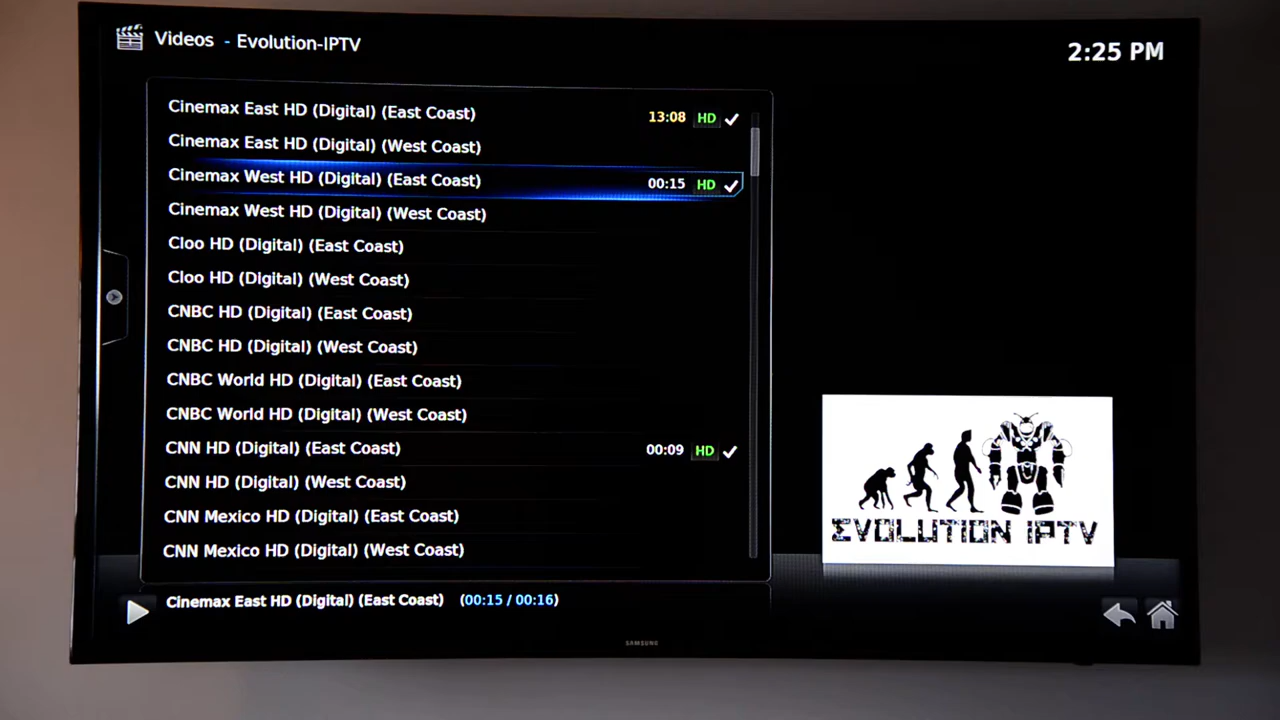 Videos - Evolution-IPTV
2:25 PM
Cinemax East HD (Digital) (East Coast) 13:08 HD
Cinemax East HD (Digital) (West Coast)
Cinemax West HD (Digital) (East Coast) 00:15 HD
Cinemax West HD (Digital) (West Coast)
Cloo HD (Digital) (East Coast)
Cloo HD (Digital) (West Coast)
CNBC HD (Digital) (East Coast)
CNBC HD (Digital) (West Coast)
CNBC World HD (Digital) (East Coast)
CNBC World HD (Digital) (West Coast)
CNN HD (Digital) (East Coast) 00:09 HD
CNN HD (Digital) (West Coast)
CNN Mexico HD (Digital) (East Coast)
CNN Mexico HD (Digital) (West Coast)
EVOLUTION IPTV
Cinemax East HD (Digital) (East Coast) (00:15 / 00:16)
SAMSUNG